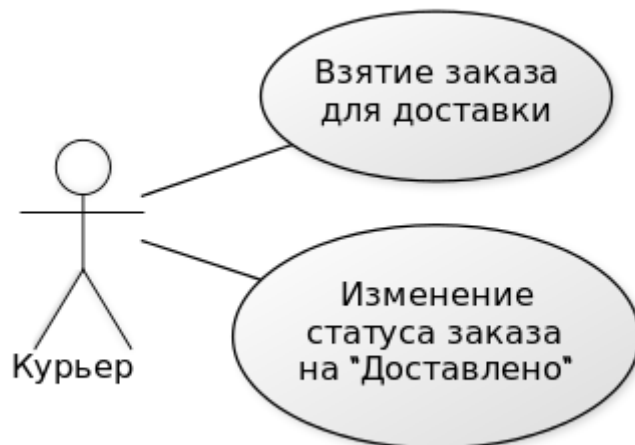 Взятие заказа
для доставки
Изменение
статуса заказа
на "Доставлено"
Курьер